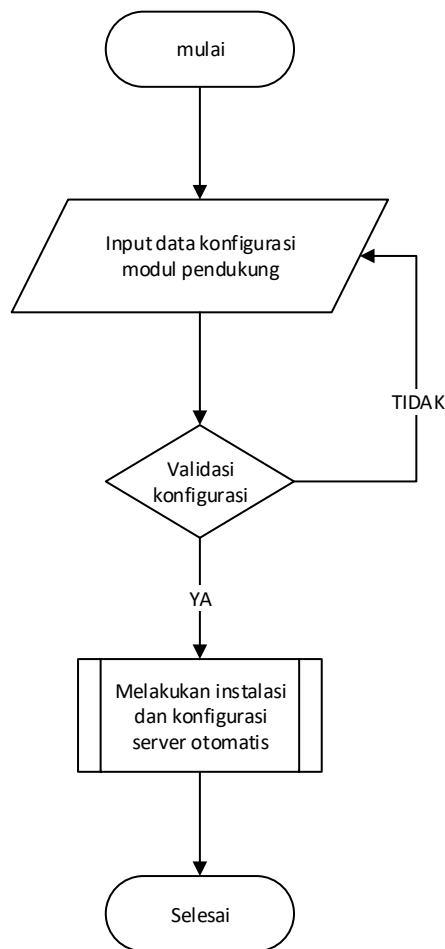 mulai
Input data konfigurasi
modul pendukung
TIDAK
Validasi
konfigurasi
YA
Melakukan instalasi
dan konfigurasi
server otomatis
Selesai